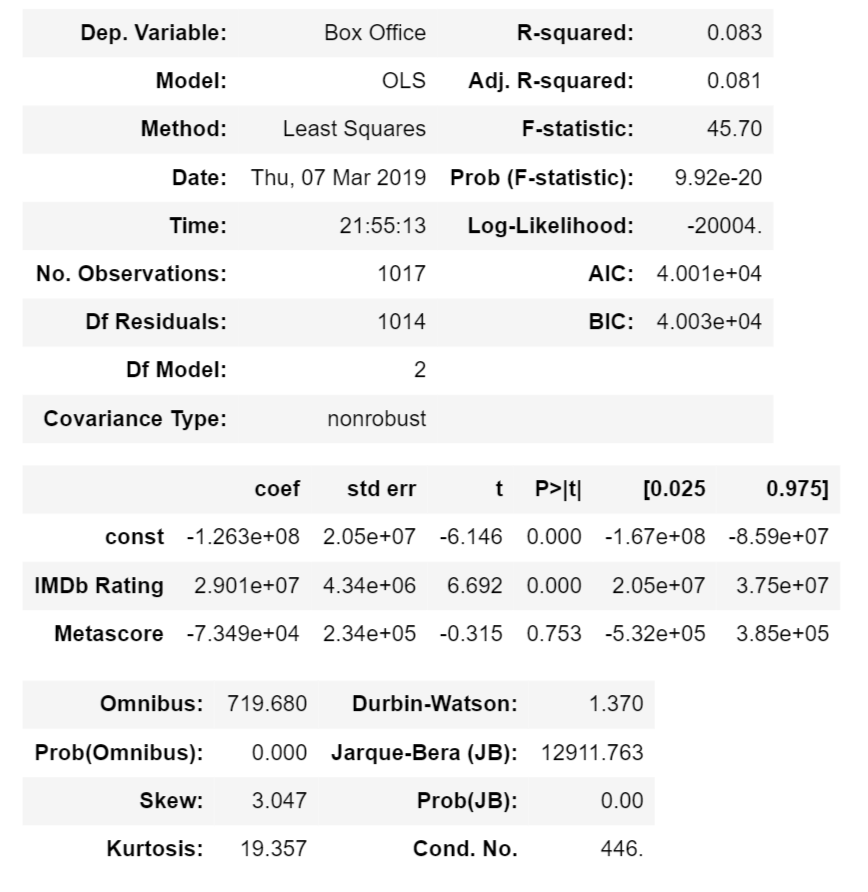 Dep. Variable: Box Office R-squared: 0.083
Model: OLS Adj. R-squared: 0.081
Method: Least Squares F-statistic: 45.70
Date: Thu, 07 Mar 2019 Prob (F-statistic): 9.92e-20
Time: 21:55:13 Log-Likelihood: -20004.
No. Observations: 1017 AIC: 4.001e+04
Df Residuals: 1014 BIC: 4.003e+04
Df Model: 2
Covariance Type: nonrobust
coef std err t P>|t| [0.025 0.975]
const -1.263e+08 2.05e+07 -6.146 0.000 -1.67e+08 -8.59e+07
IMDb Rating 2.901e+07 4.34e+06 6.692 0.000 2.05e+07 3.75e+07
Metascore -7.349e+04 2.34e+05 -0.315 0.753 -5.32e+05 3.85e+05
Omnibus: 719.680 Durbin-Watson: 1.370
Prob(Omnibus): 0.000 Jarque-Bera (JB): 12911.763
Skew: 3.047 Prob(JB): 0.00
Kurtosis: 19.357 Cond. No. 446.